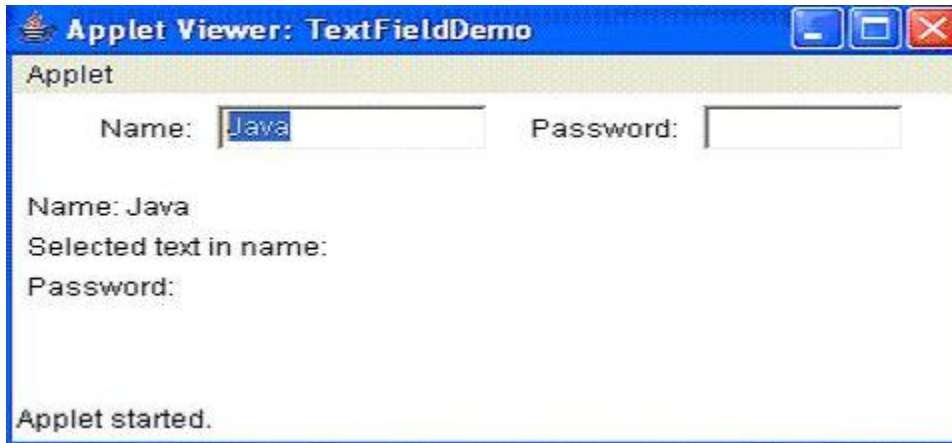 Applet Viewer: TextFieldDemo
Applet
Name: Java Password:
Name: Java
Selected text in name:
Password:
Applet started.